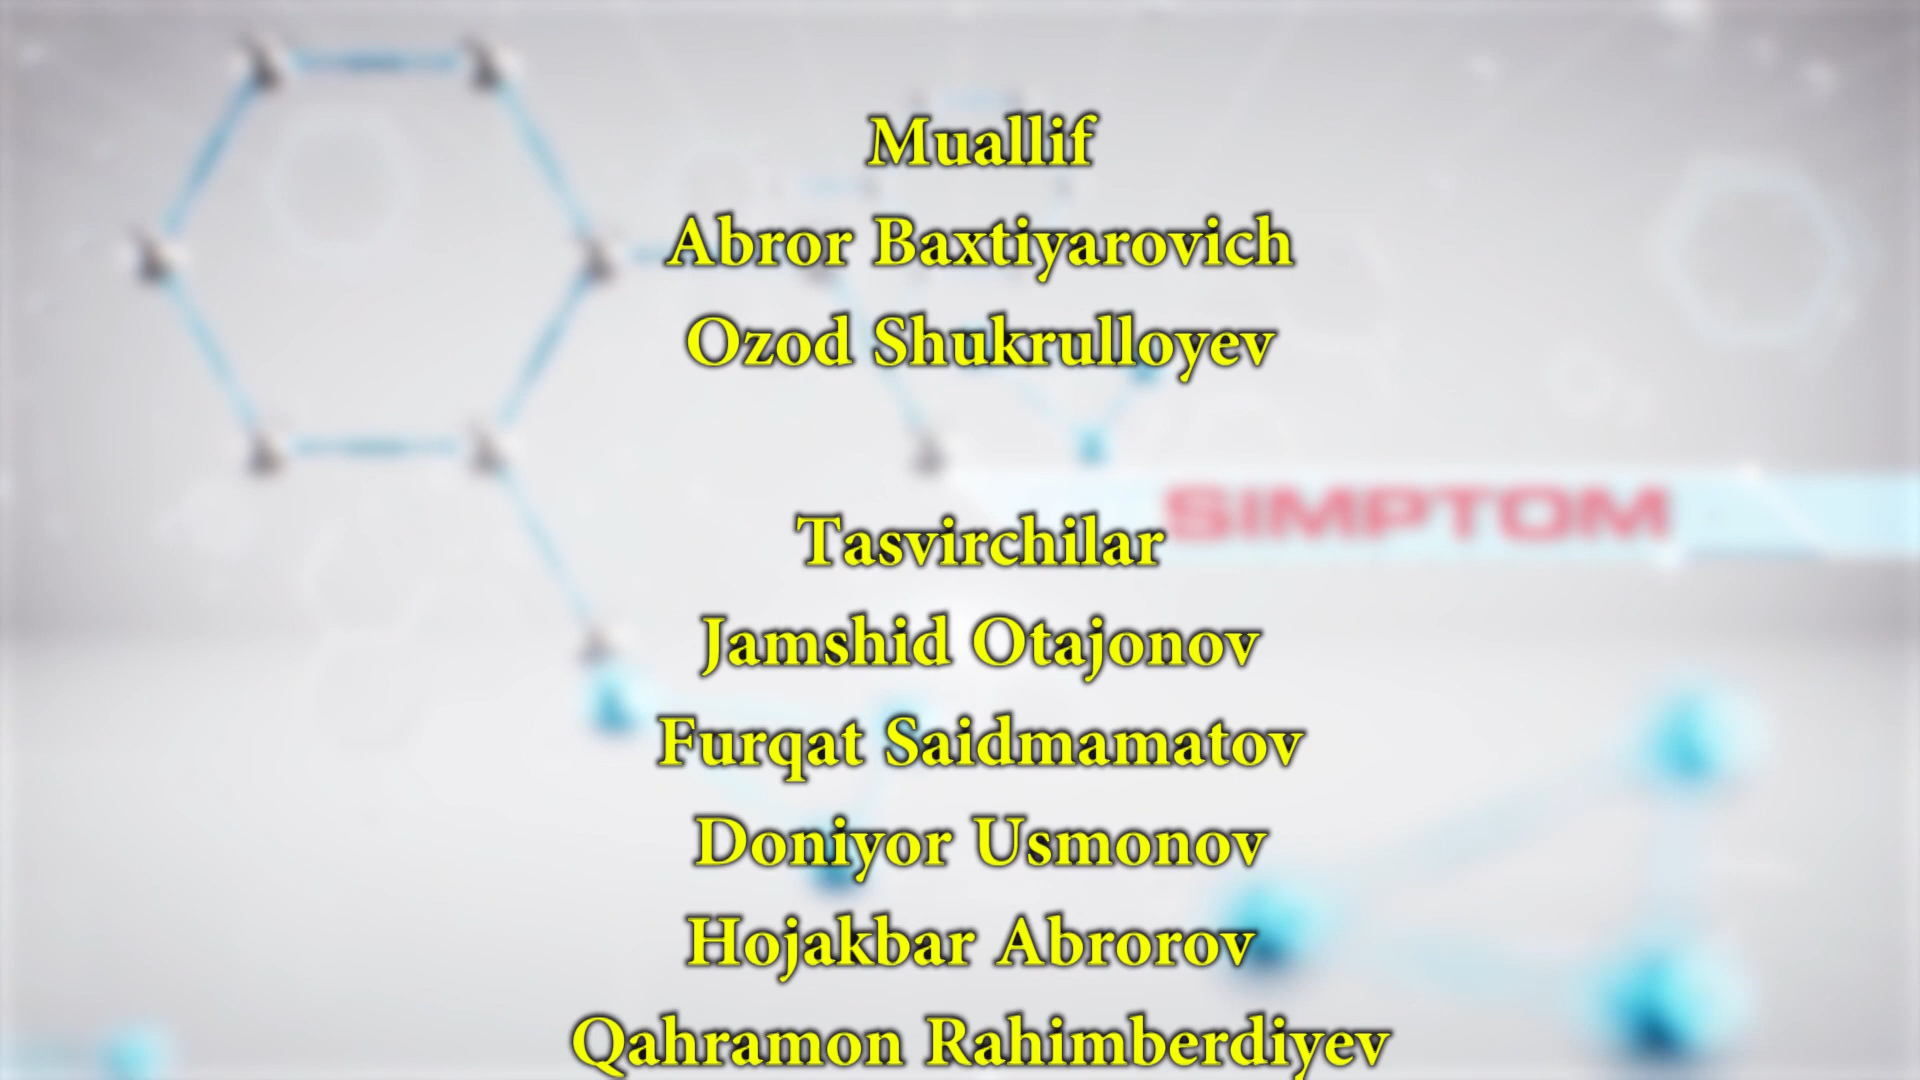 Muallif
Abror Baxtiyarovich
Ozod Shukrulloyev
SIMPTOM
Tasvirchilar
Jamshid Otajonov
Furqat Saidmamatov
Doniyor Usmonov
Hojakbar Abrorov
Qahramon Rahimberdiyev